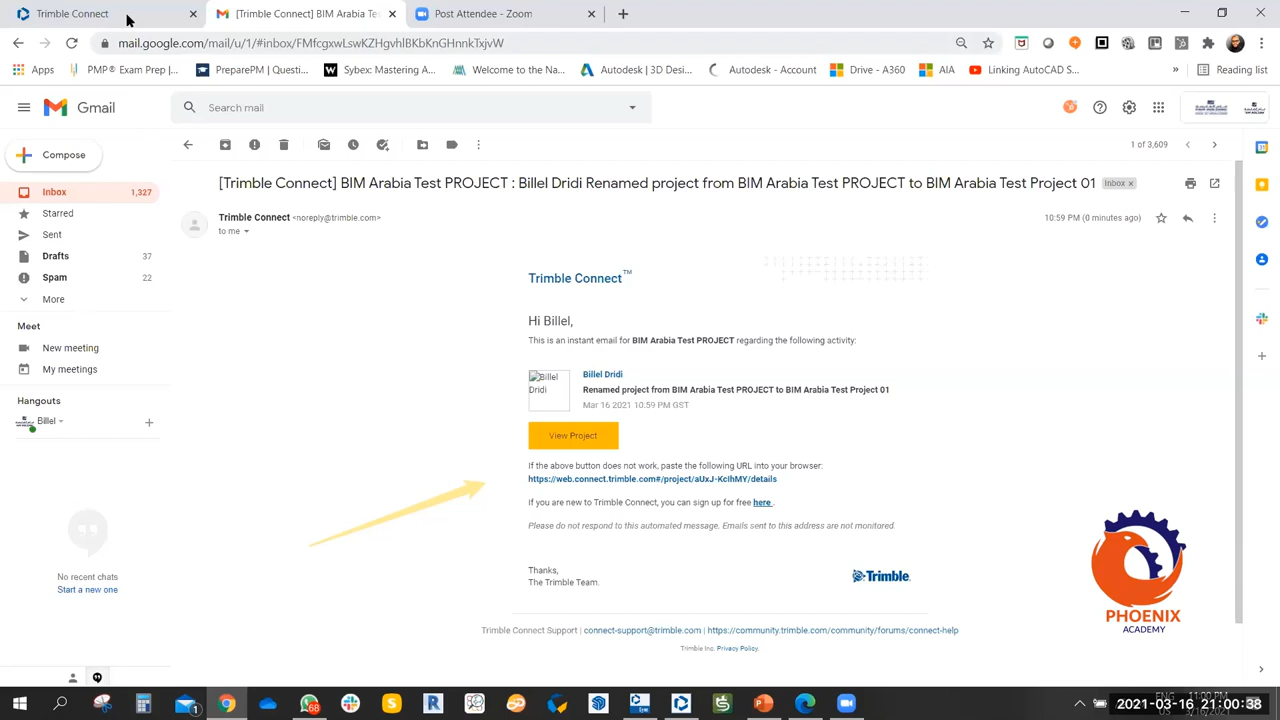 Trimble Connect
[Trimble Connect] BIM Arabia Tes
Post Attendee - Zoom
mail.google.com/mail/u/1/#inbox/FMfcgxwLswKZHgvlHBKbKnGHnnkTxjvW
Apps
PMP® Exam Prep |...
PreparePM | Questi...
Sybex: Mastering A...
Welcome to the Na...
Autodesk | 3D Desi...
Autodesk - Account
Drive - A360
AIA
Linking AutoCAD S...
»
Reading list
Gmail
Search mail
Compose
1 of 3,609
Inbox 1,327
Starred
Sent
Drafts 37
Spam 22
More
Meet
New meeting
My meetings
Hangouts
Billel
No recent chats
Start a new one
[Trimble Connect] BIM Arabia Test PROJECT : Billel Dridi Renamed project from BIM Arabia Test PROJECT to BIM Arabia Test Project 01
Inbox x
Trimble Connect <noreply@trimble.com>
10:59 PM (0 minutes ago)
to me
Trimble Connect™
Hi Billel,
This is an instant email for BIM Arabia Test PROJECT regarding the following activity:
Billel Dridi
Billel Dridi
Renamed project from BIM Arabia Test PROJECT to BIM Arabia Test Project 01
Mar 16 2021 10:59 PM GST
View Project
If the above button does not work, paste the following URL into your browser:
https://web.connect.trimble.com#/project/aUxJ-KcIhMY/details
If you are new to Trimble Connect, you can sign up for free here .
Please do not respond to this automated message. Emails sent to this address are not monitored.
Thanks,
The Trimble Team.
Trimble.
Trimble Connect Support | connect-support@trimble.com | https://community.trimble.com/community/forums/connect-help
Trimble Inc. Privacy Policy.
PHOENIX
ACADEMY
68
1
ENG
11:00 PM
2021-03-16 21:00:38